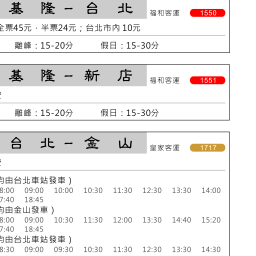 基隆－台北 福和客運 1550
全票45元，半票24元；台北市內10元
離峰：15-20分 假日：15-30分
基隆－新店 福和客運 1551
離峰：15-20分 假日：15-30分
台北－金山 皇家客運 1717
均由台北車站發車）
8:00 09:00 10:00 10:30 11:30 12:30 13:30 14:00
7:40 18:45
均由金山發車）
8:00 09:00 10:30 11:30 12:00 13:30 14:40 15:20
7:40 18:45
均由台北車站發車）
8:30 09:00 09:30 10:30 11:30 12:30 13:30 14:30